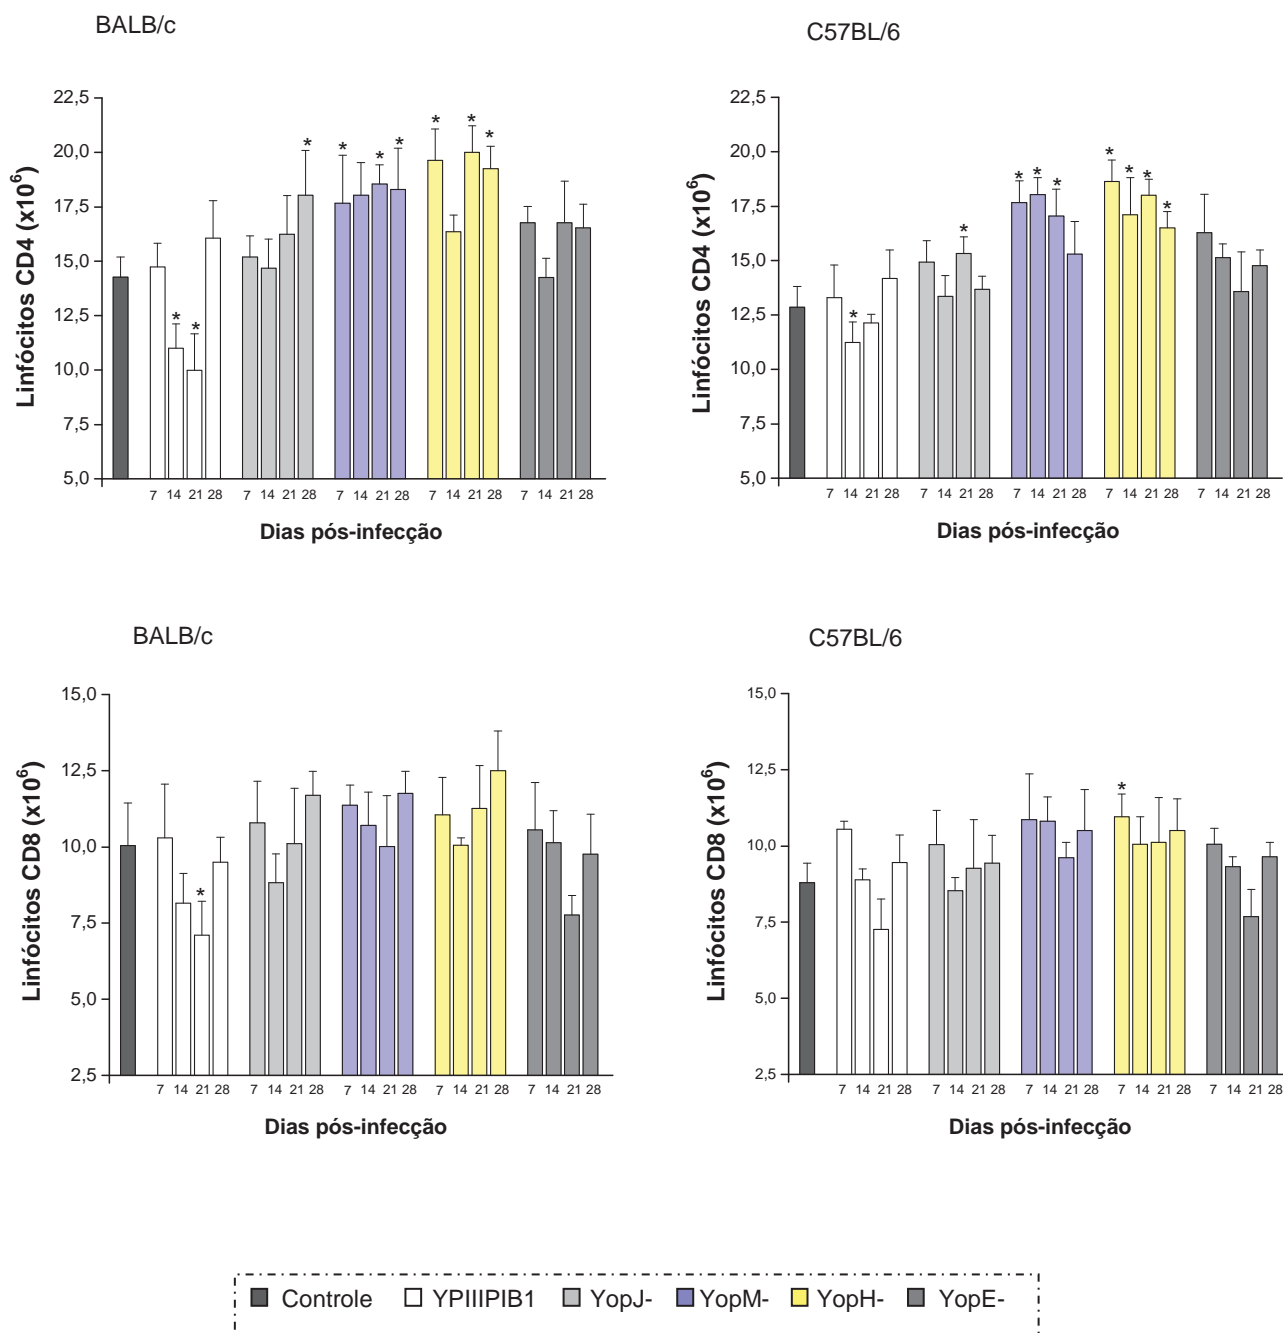 BALB/c
22,5
20,0
17,5
15,0
12,5
10,0
7,5
5,0
Linfócitos CD4 (x10⁶)
* * * * * * * * *
7 14 21 28 7 14 21 28 7 14 21 28 7 14 21 28 7 14 21 28
Dias pós-infecção
C57BL/6
22,5
20,0
17,5
15,0
12,5
10,0
7,5
5,0
Linfócitos CD4 (x10⁶)
* * * * * * * * *
7 14 21 28 7 14 21 28 7 14 21 28 7 14 21 28 7 14 21 28
Dias pós-infecção
BALB/c
15,0
12,5
10,0
7,5
5,0
2,5
Linfócitos CD8 (x10⁶)
*
7 14 21 28 7 14 21 28 7 14 21 28 7 14 21 28 7 14 21 28
Dias pós-infecção
C57BL/6
15,0
12,5
10,0
7,5
5,0
2,5
Linfócitos CD8 (x10⁶)
*
7 14 21 28 7 14 21 28 7 14 21 28 7 14 21 28 7 14 21 28
Dias pós-infecção
Controle YPIIIPIB1 YopJ- YopM- YopH- YopE-